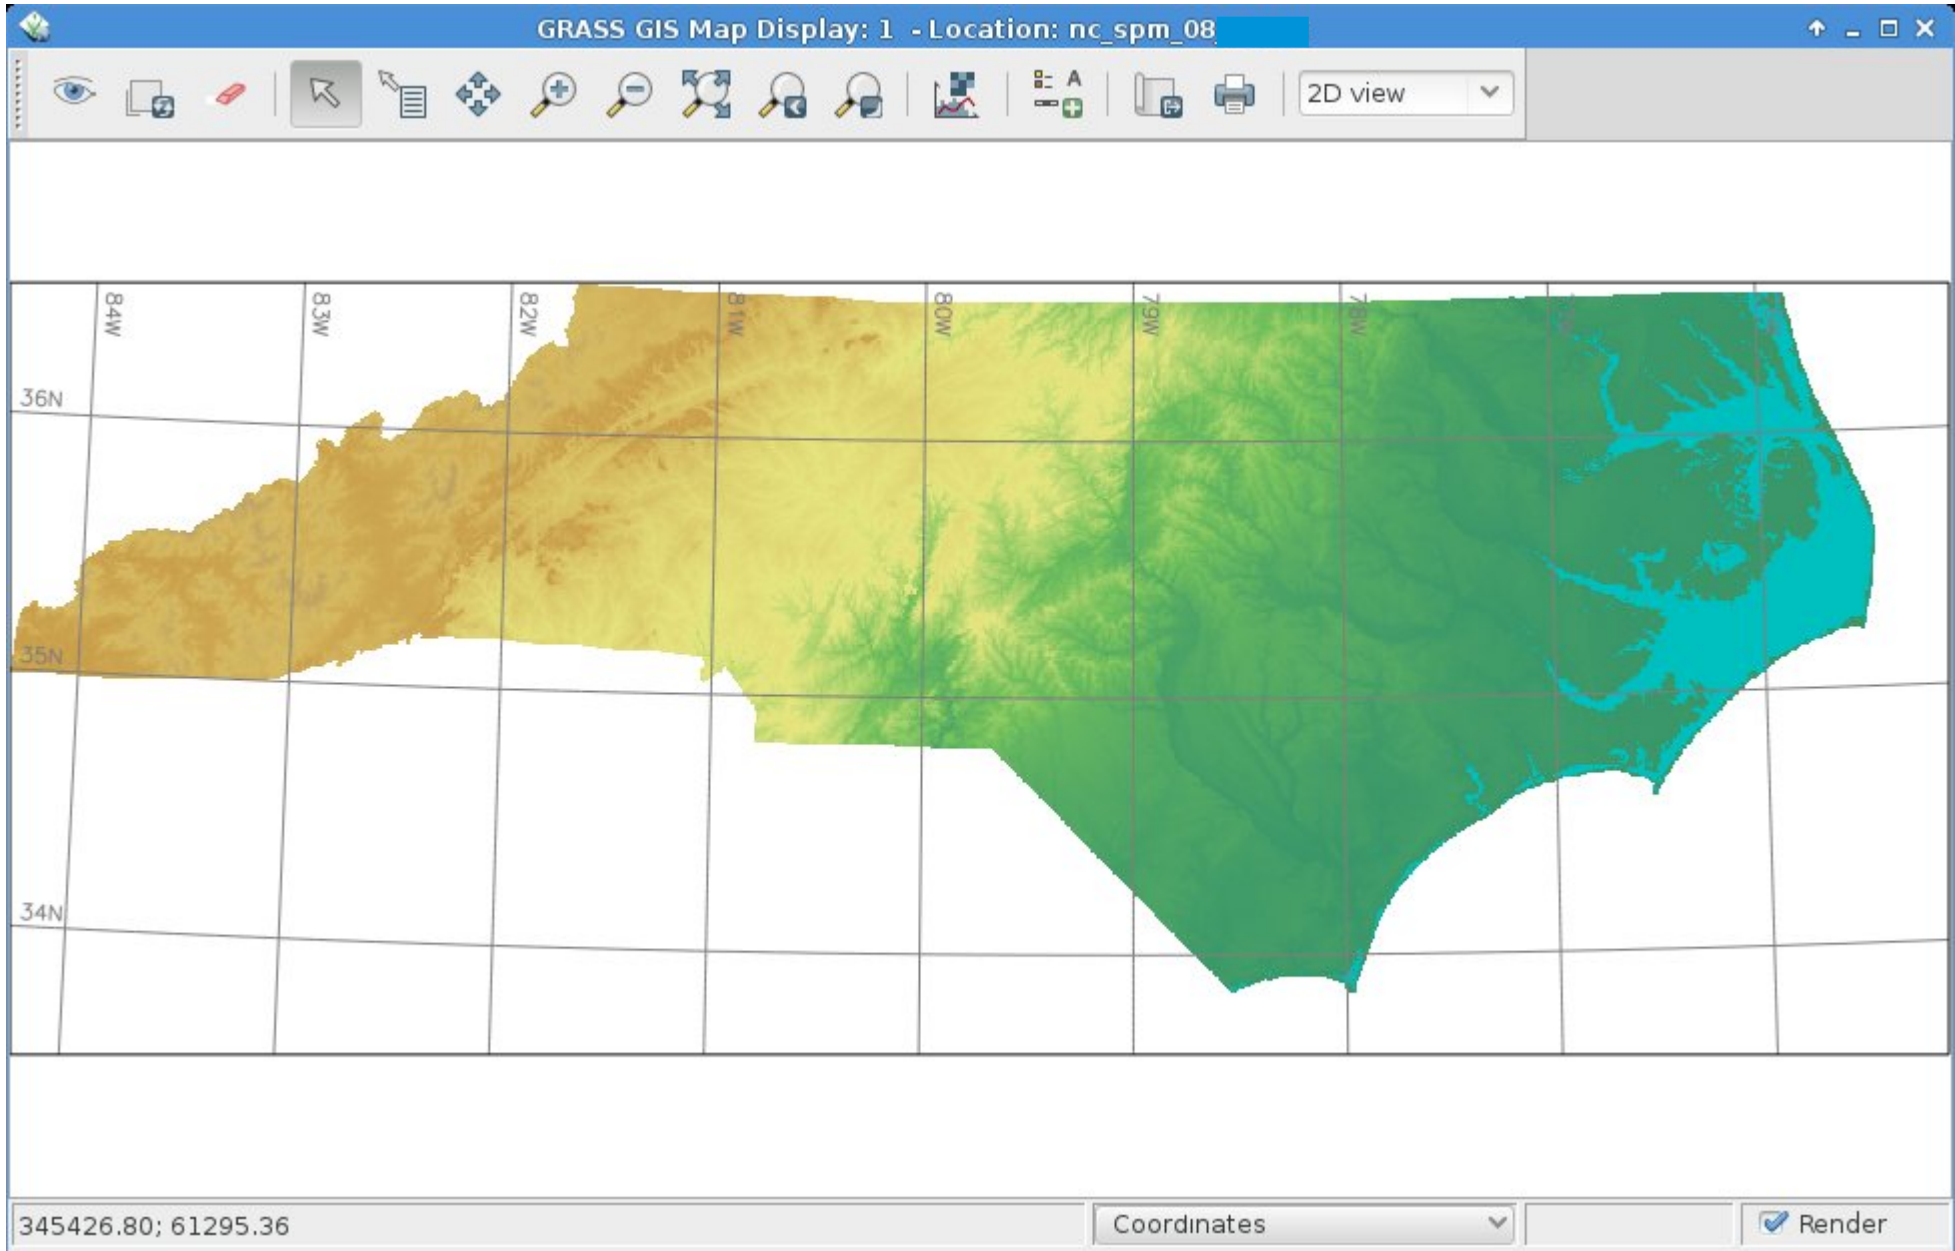 GRASS GIS Map Display: 1 - Location: nc_spm_08
A
2D view
84W 83W 82W 81W 80W 79W 78W
36N
35N
34N
345426.80; 61295.36 Coordinates Render